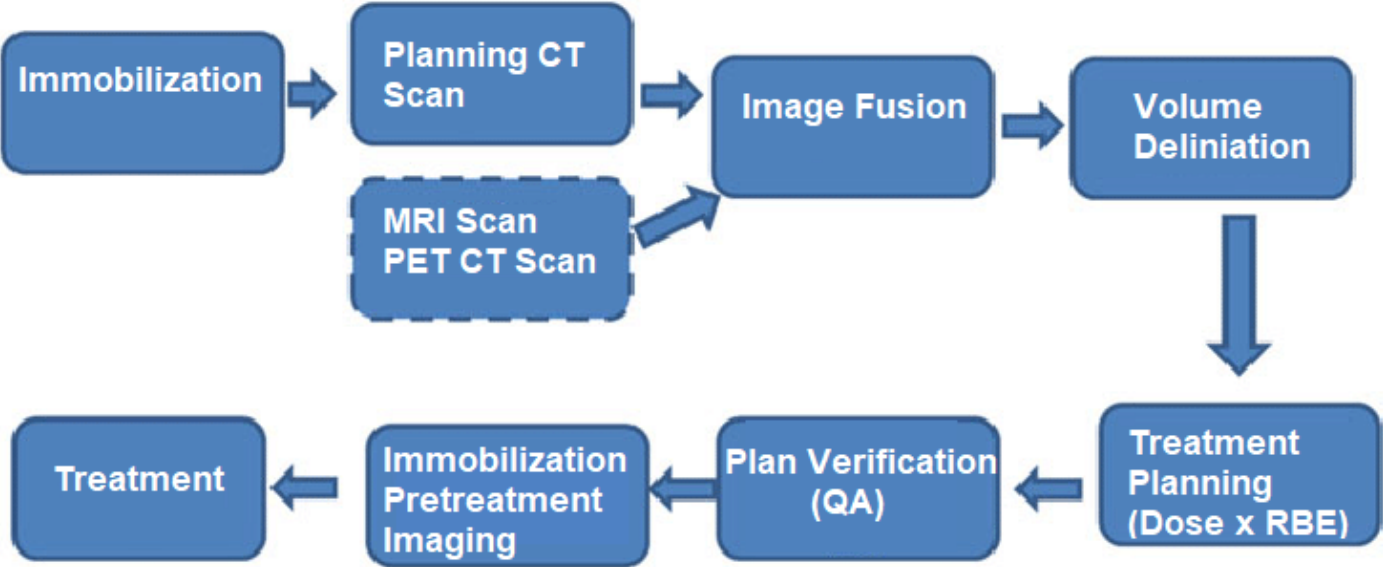 Immobilization
Planning CT
Scan
MRI Scan
PET CT Scan
Image Fusion
Volume
Deliniation
Treatment
Planning
(Dose x RBE)
Plan Verification
(QA)
Immobilization
Pretreatment
Imaging
Treatment